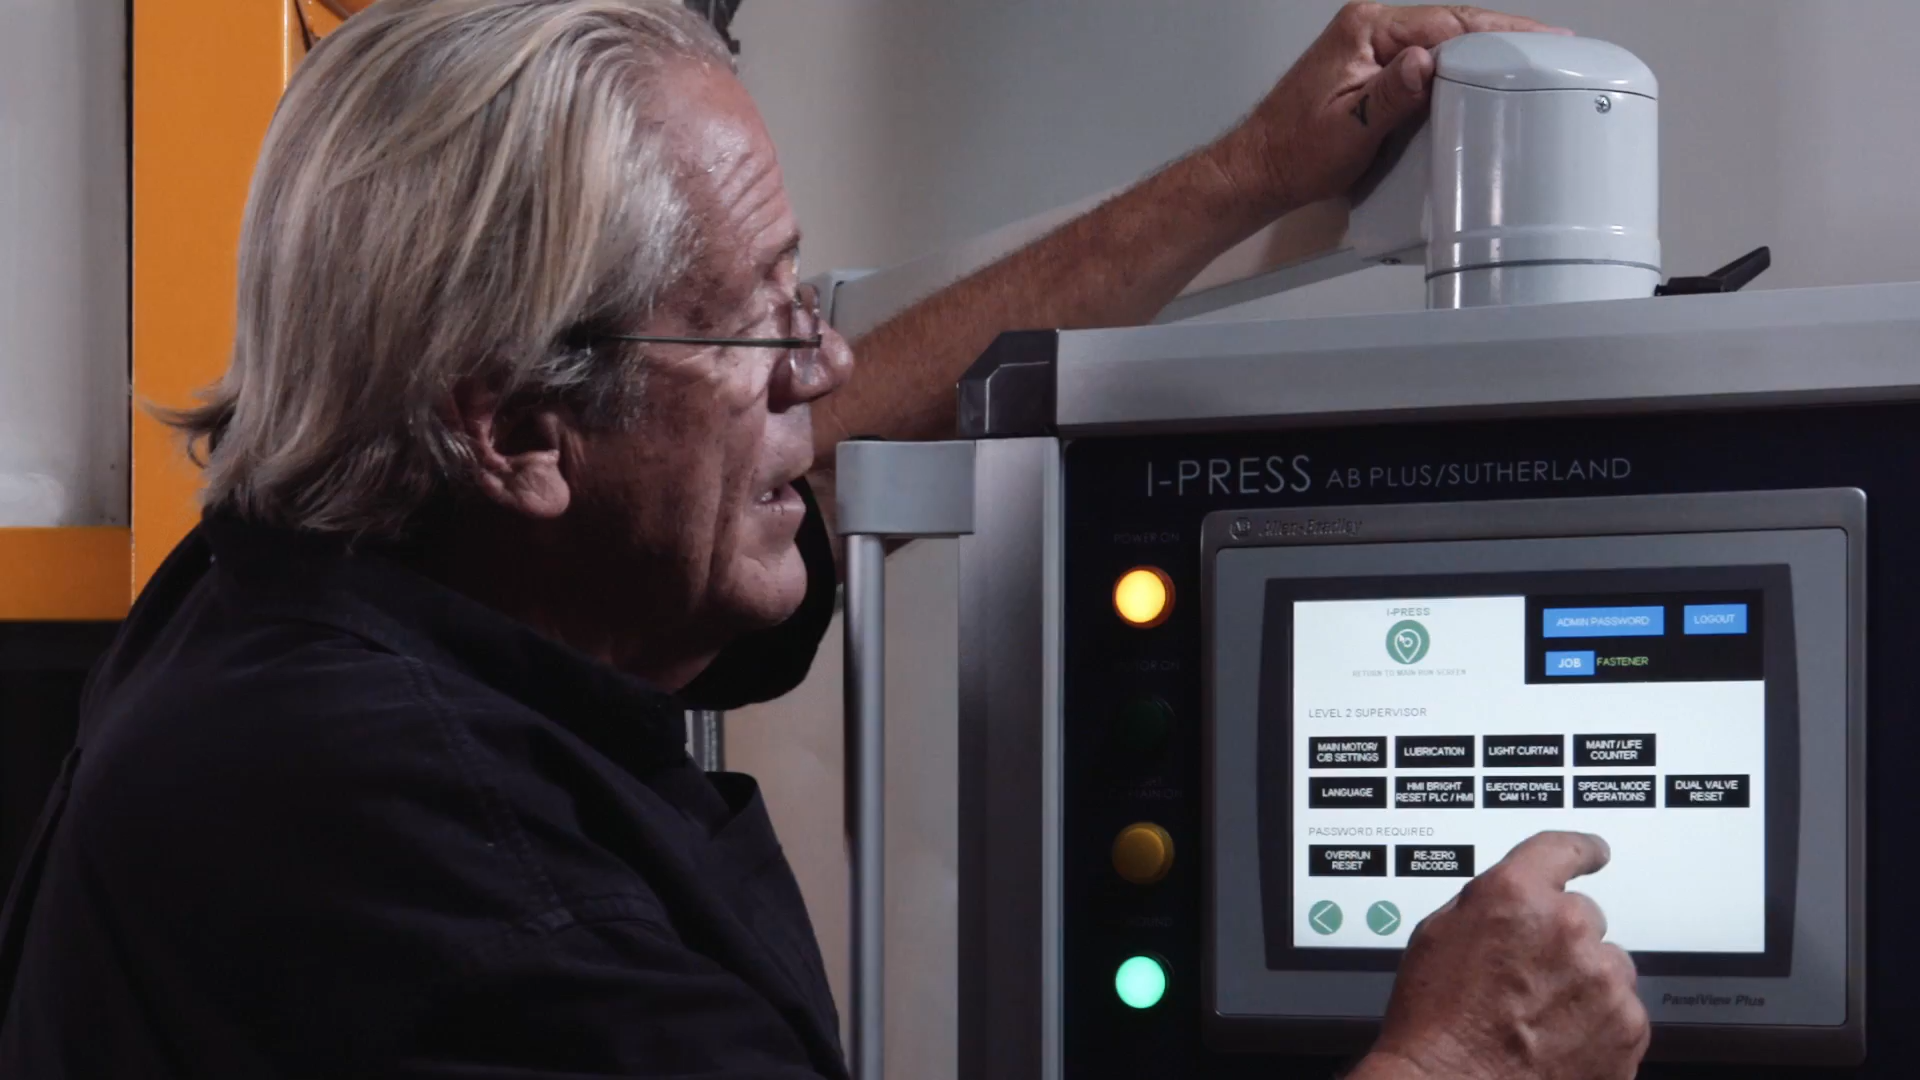 I-PRESS AB PLUS/SUTHERLAND
Allen-Bradley
POWER ON
I-PRESS
RETURN TO MAIN RUN SCREEN
ADMIN PASSWORD
LOGOUT
JOB
FASTENER
LEVEL 2 SUPERVISOR
MAIN MOTOR/
C/B SETTINGS
LUBRICATION
LIGHT CURTAIN
MAINT / LIFE
COUNTER
LANGUAGE
HMI BRIGHT
RESET PLC / HMI
EJECTOR DWELL
CAM 11 - 12
SPECIAL MODE
OPERATIONS
DUAL VALVE
RESET
PASSWORD REQUIRED
OVERRUN
RESET
RE-ZERO
ENCODER
PanelView Plus